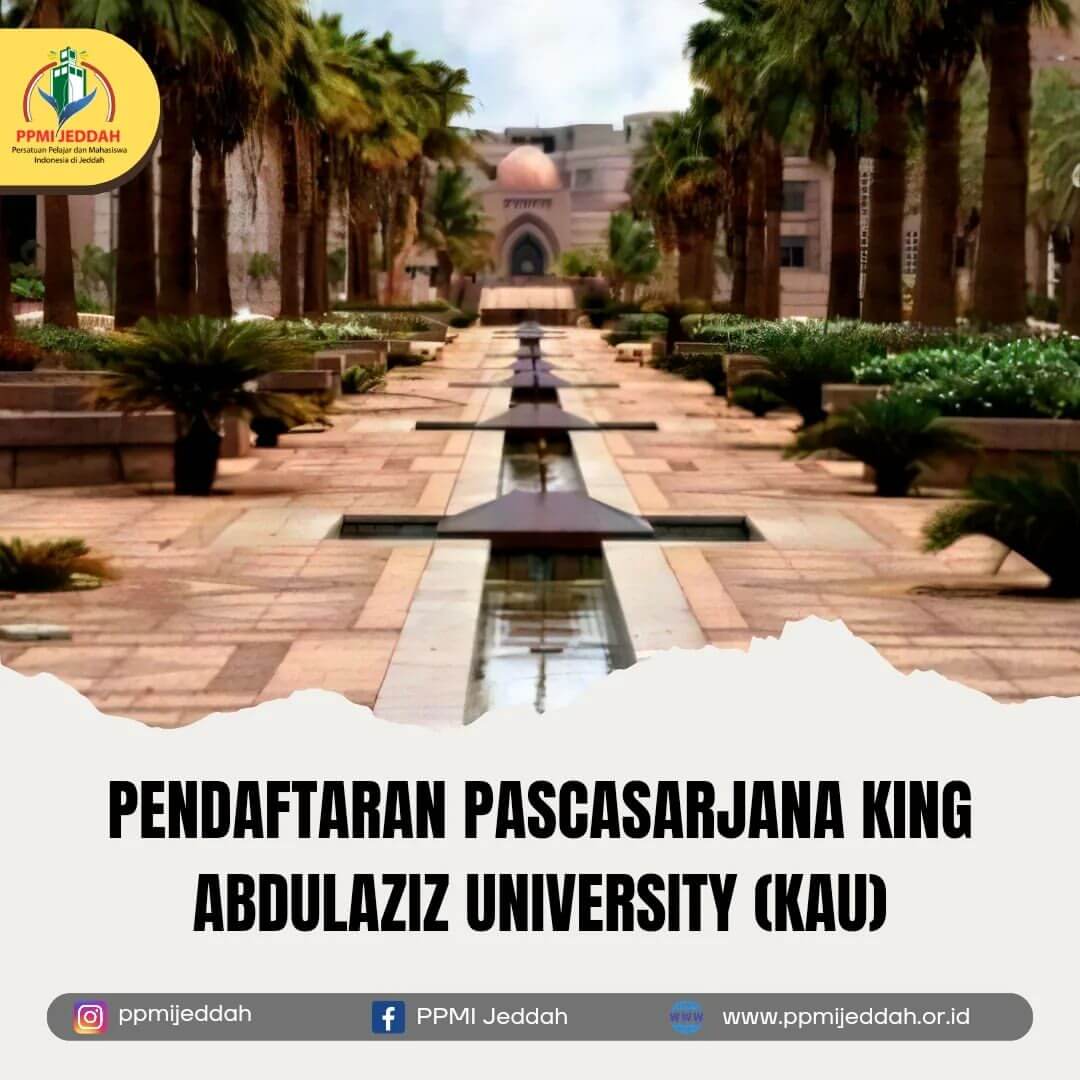 PPMI JEDDAH
Persatuan Pelajar dan Mahasiswa
Indonesia di Jeddah
PENDAFTARAN PASCASARJANA KING
ABDULAZIZ UNIVERSITY (KAU)
ppmijeddah
PPMI Jeddah
www
www.ppmijeddah.or.id